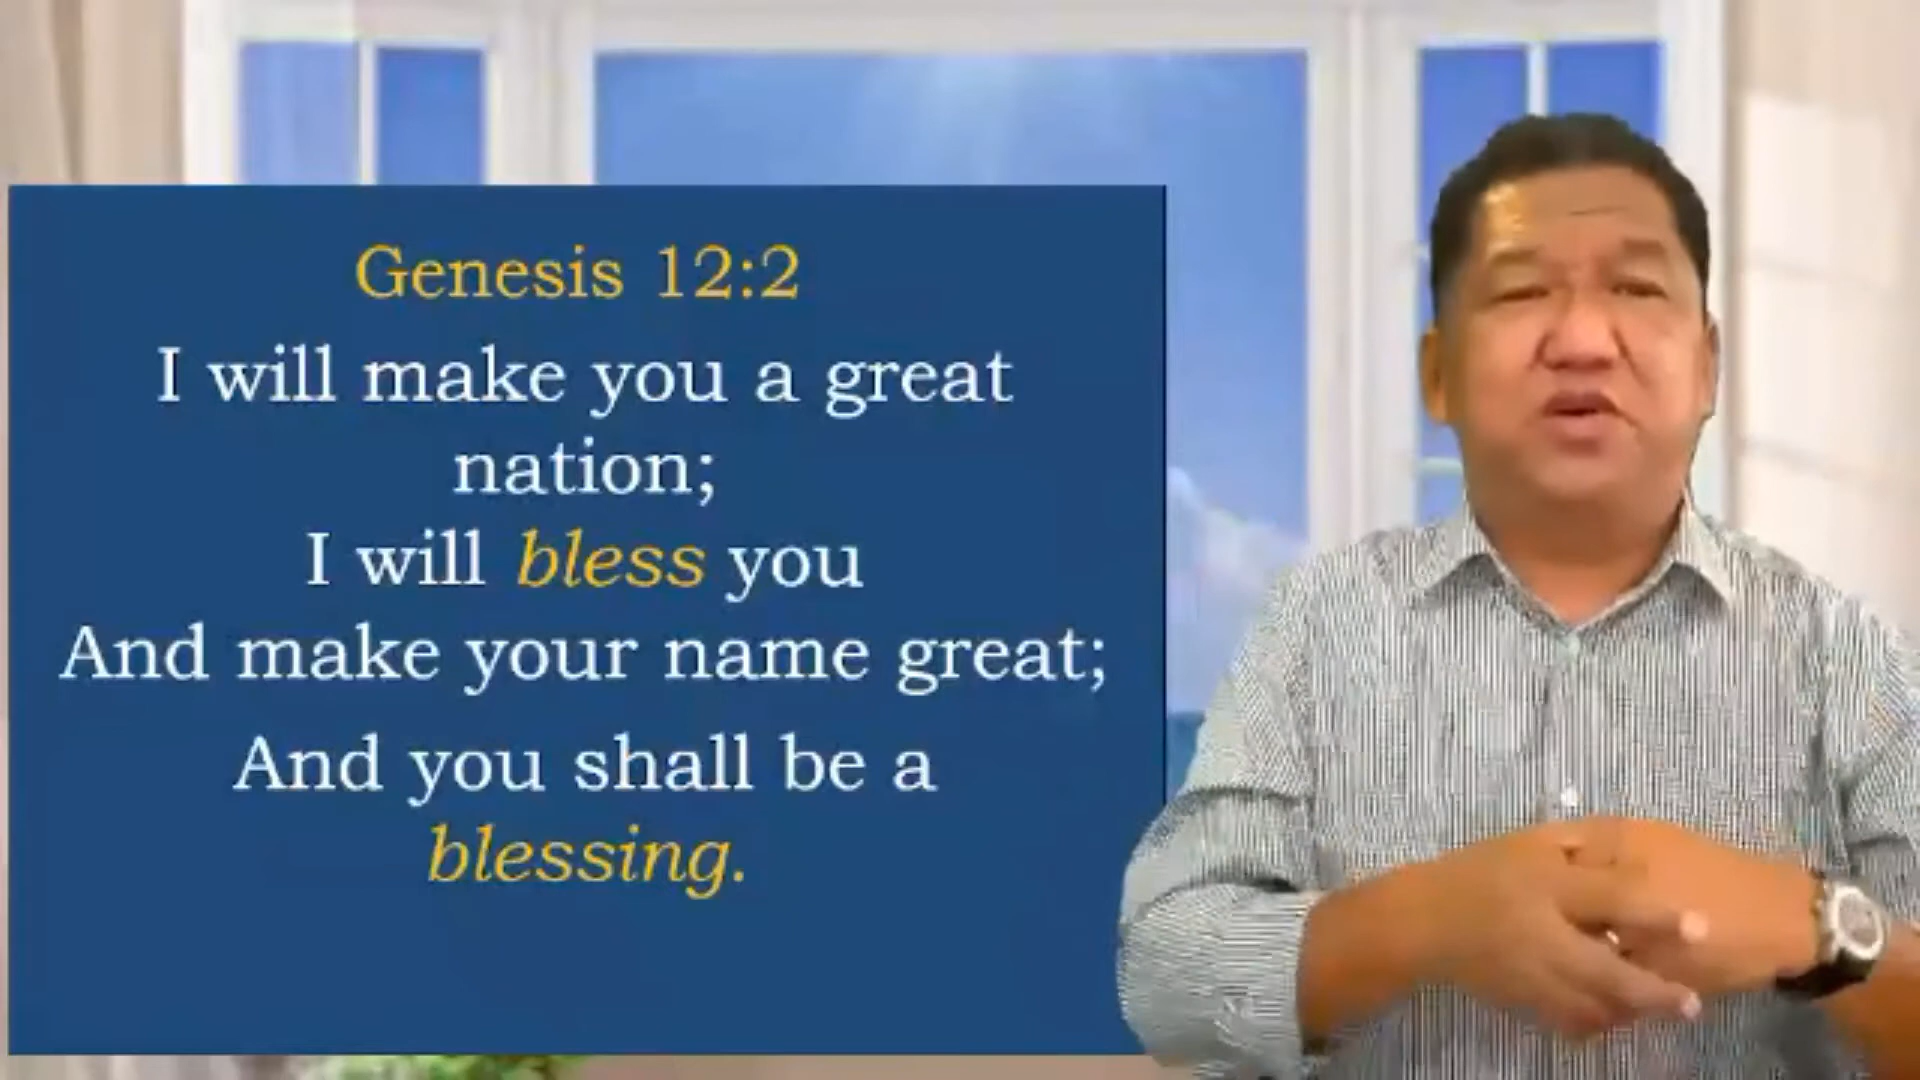 Genesis 12:2
I will make you a great
nation;
I will bless you
And make your name great;
And you shall be a
blessing.